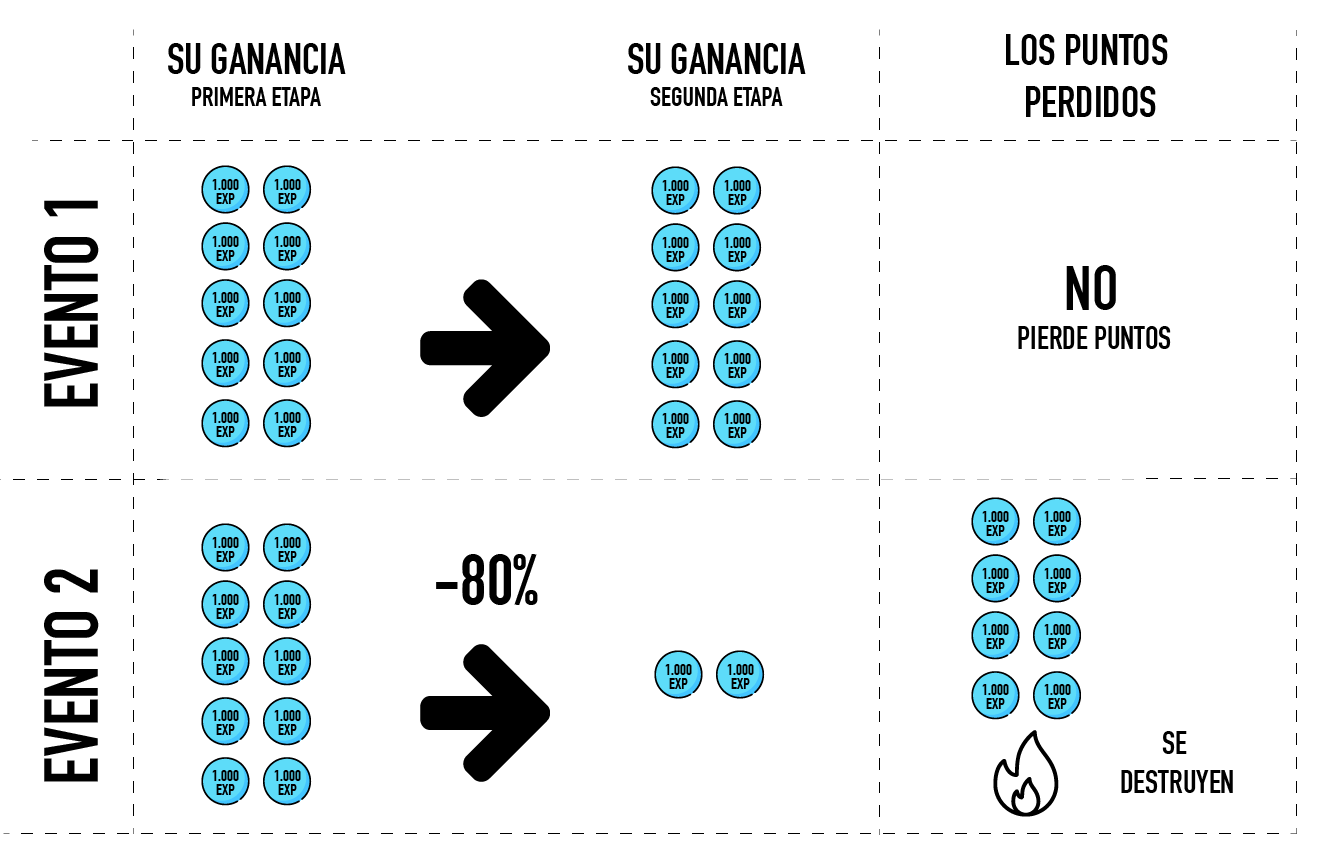 SU GANANCIA
PRIMERA ETAPA
SU GANANCIA
SEGUNDA ETAPA
LOS PUNTOS
PERDIDOS
EVENTO 1
1.000
EXP
1.000
EXP
1.000
EXP
1.000
EXP
1.000
EXP
1.000
EXP
1.000
EXP
1.000
EXP
1.000
EXP
1.000
EXP
1.000
EXP
1.000
EXP
1.000
EXP
1.000
EXP
1.000
EXP
1.000
EXP
1.000
EXP
1.000
EXP
1.000
EXP
1.000
EXP
NO
PIERDE PUNTOS
EVENTO 2
1.000
EXP
1.000
EXP
1.000
EXP
1.000
EXP
1.000
EXP
1.000
EXP
1.000
EXP
1.000
EXP
1.000
EXP
1.000
EXP
-80%
1.000
EXP
1.000
EXP
1.000
EXP
1.000
EXP
1.000
EXP
1.000
EXP
1.000
EXP
1.000
EXP
1.000
EXP
1.000
EXP
SE
DESTRUYEN